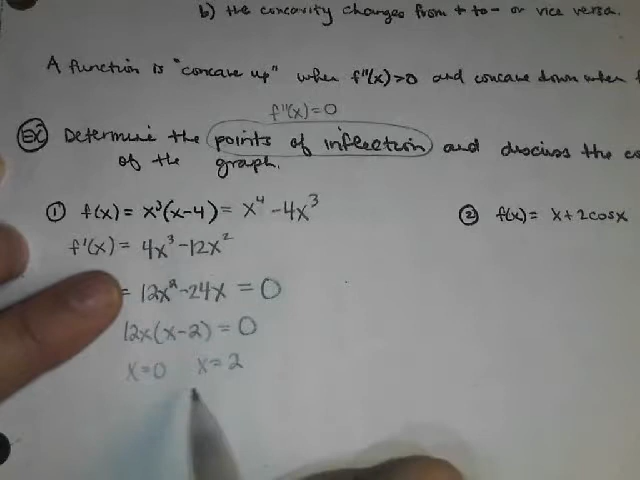 b) the concavity changes from + to - or vice versa.
A function is "concave up" when f''(x)>0 and concave down when
f''(x)=0
EX Determine the points of inflection and discuss the
of the graph.
① f(x) = x³(x-4) = x⁴ - 4x³
f'(x) = 4x³ - 12x²
= 12x² - 24x = 0
12x(x-2) = 0
x=0 x=2
② f(x) = x + 2cosx